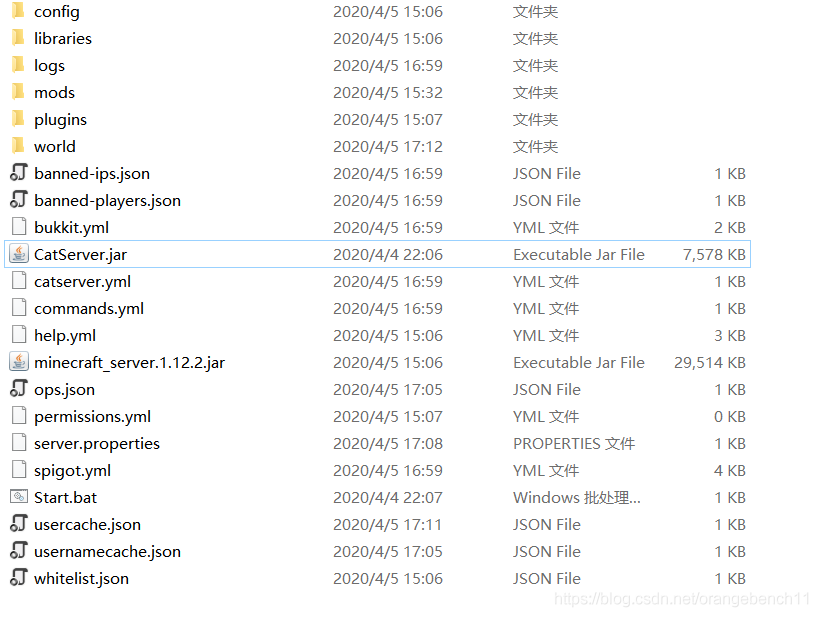 config 2020/4/5 15:06 文件夹
libraries 2020/4/5 15:06 文件夹
logs 2020/4/5 16:59 文件夹
mods 2020/4/5 15:32 文件夹
plugins 2020/4/5 15:07 文件夹
world 2020/4/5 17:12 文件夹
banned-ips.json 2020/4/5 16:59 JSON File 1 KB
banned-players.json 2020/4/5 16:59 JSON File 1 KB
bukkit.yml 2020/4/5 16:59 YML 文件 2 KB
CatServer.jar 2020/4/4 22:06 Executable Jar File 7,578 KB
catserver.yml 2020/4/5 16:59 YML 文件 1 KB
commands.yml 2020/4/5 16:59 YML 文件 1 KB
help.yml 2020/4/5 15:06 YML 文件 3 KB
minecraft_server.1.12.2.jar 2020/4/5 15:06 Executable Jar File 29,514 KB
ops.json 2020/4/5 17:05 JSON File 1 KB
permissions.yml 2020/4/5 15:07 YML 文件 0 KB
server.properties 2020/4/5 17:08 PROPERTIES 文件 1 KB
spigot.yml 2020/4/5 16:59 YML 文件 4 KB
Start.bat 2020/4/4 22:07 Windows 批处理... 1 KB
usercache.json 2020/4/5 17:11 JSON File 1 KB
usernamecache.json 2020/4/5 17:05 JSON File 1 KB
whitelist.json 2020/4/5 15:06 JSON File 1 KB
https://blog.csdn.net/orangebench11